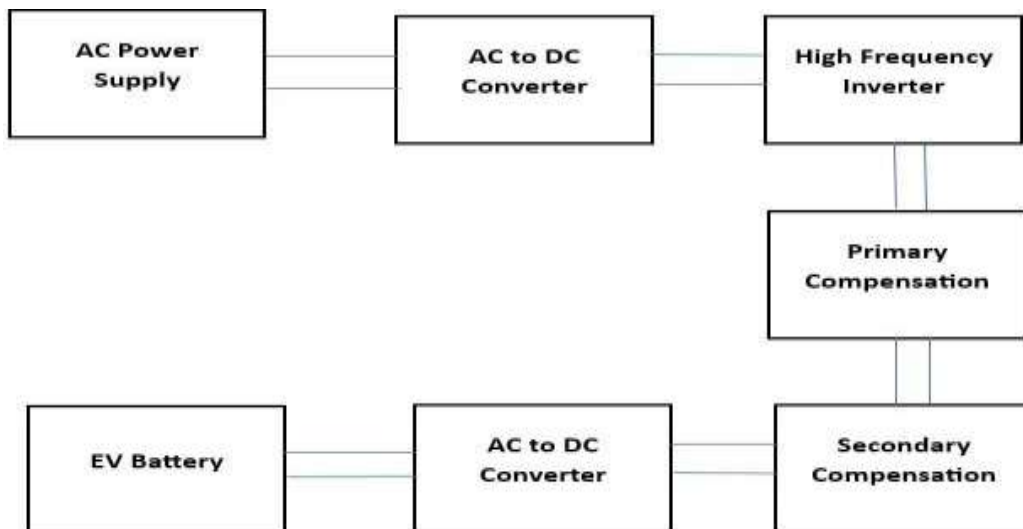 AC Power
Supply
AC to DC
Converter
High Frequency
Inverter
Primary
Compensation
EV Battery
AC to DC
Converter
Secondary
Compensation